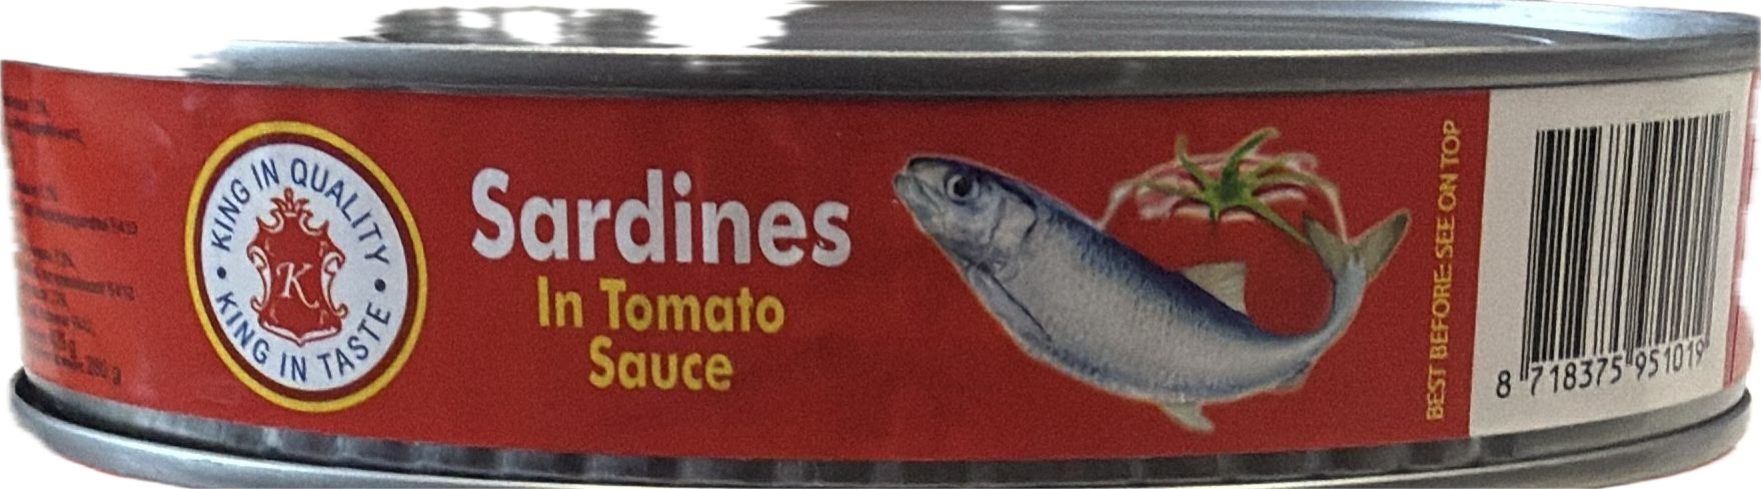 KING IN QUALITY
K
KING IN TASTE
Sardines
In Tomato
Sauce
BEST BEFORE: SEE ON TOP
8 718375 951019